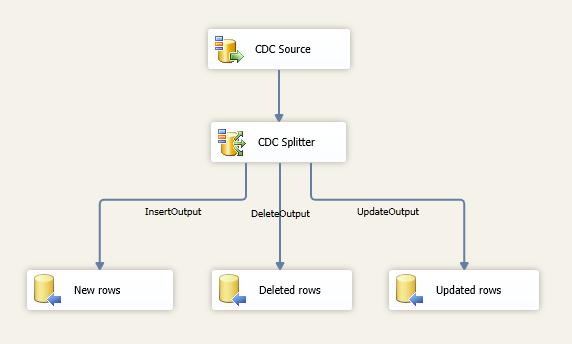 CDC Source
CDC Splitter
InsertOutput
DeleteOutput
UpdateOutput
New rows
Deleted rows
Updated rows